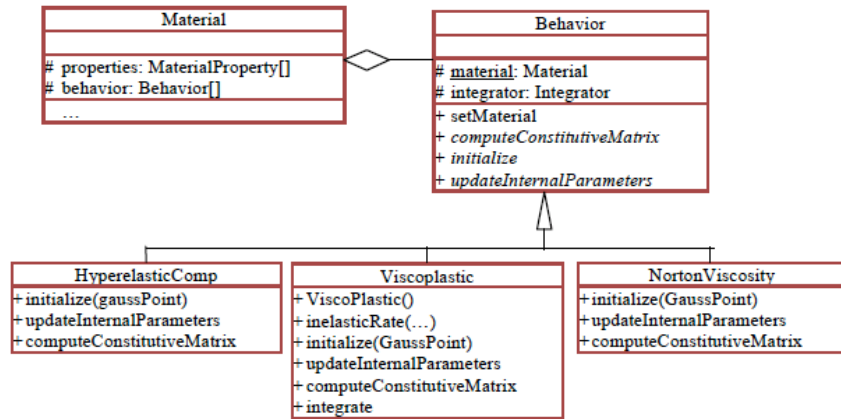 Material
# properties: MaterialProperty[]
# behavior: Behavior[]
...
Behavior
# material: Material
# integrator: Integrator
+ setMaterial
+ computeConstitutiveMatrix
+ initialize
+ updateInternalParameters
HyperelasticComp
+ initialize(gaussPoint)
+ updateInternalParameters
+ computeConstitutiveMatrix
Viscoplastic
+ ViscoPlastic()
+ inelasticRate(...)
+ initialize(GaussPoint)
+ updateInternalParameters
+ computeConstitutiveMatrix
+ integrate
NortonViscosity
+ initialize(GaussPoint)
+ updateInternalParameters
+ computeConstitutiveMatrix